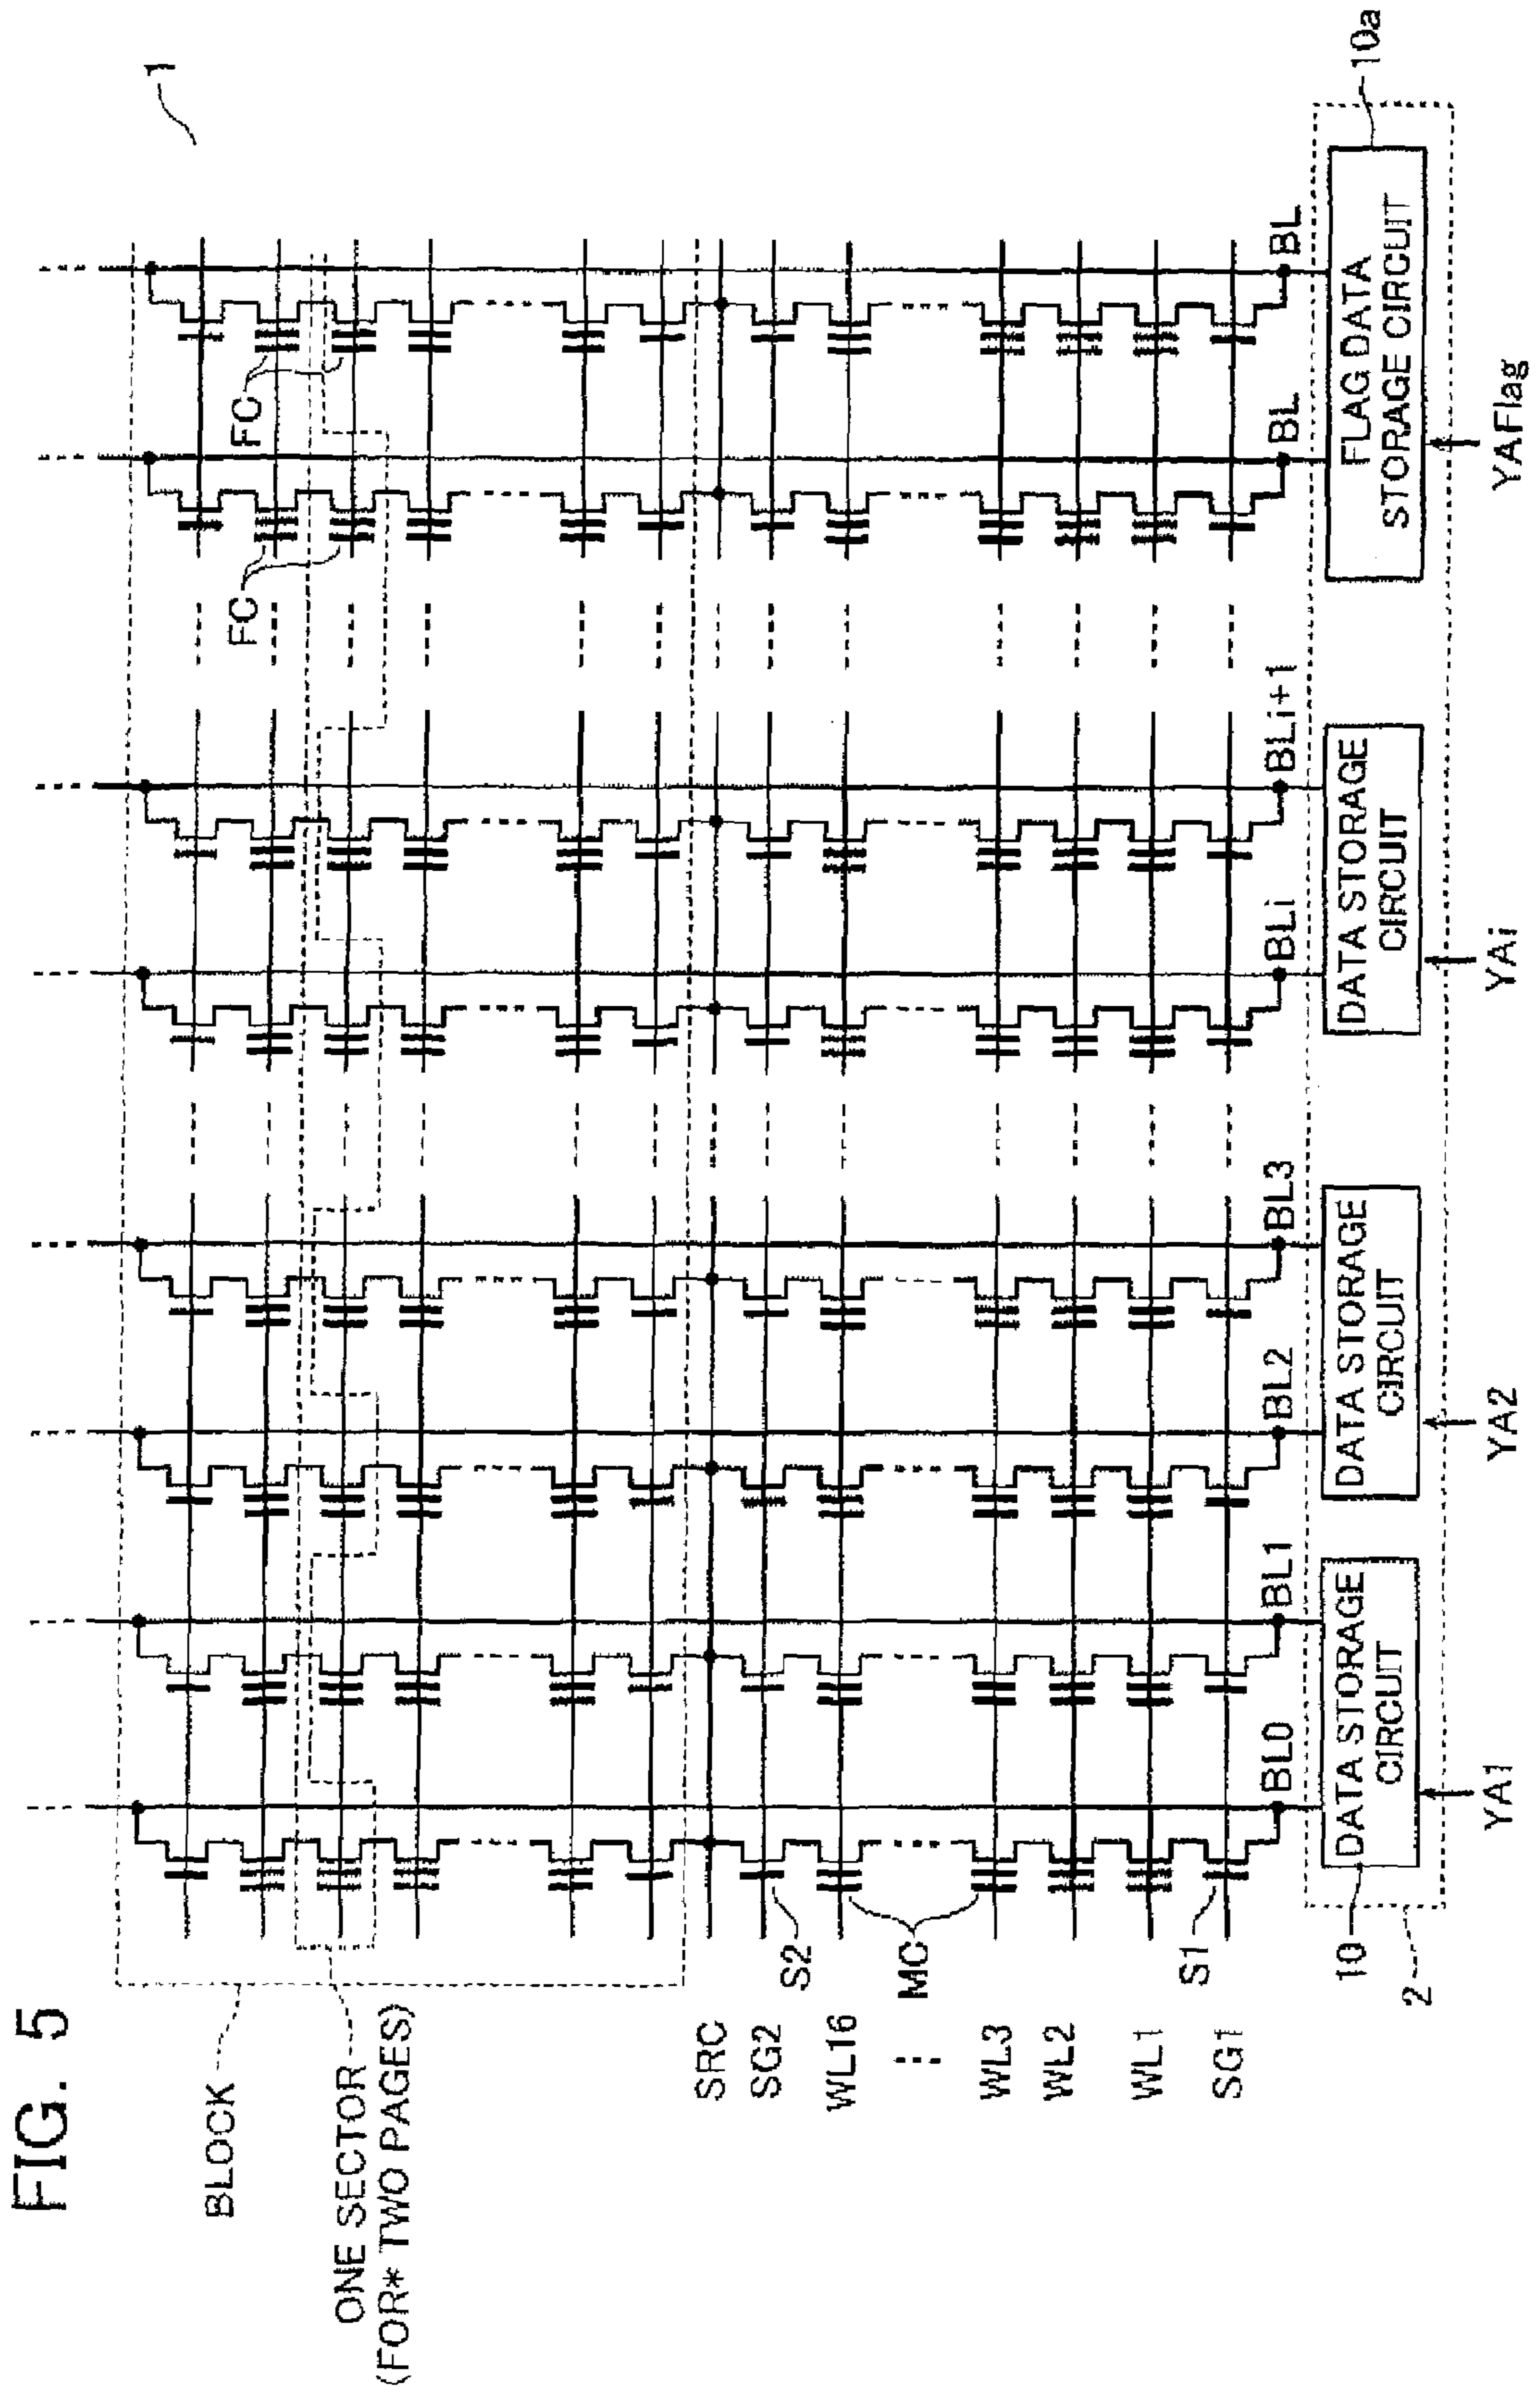 FIG. 5
1
BLOCK
ONE SECTOR
(FOR* TWO PAGES)
FC
FC
SRC
SG2
WL16
WL3
WL2
WL1
SG1
S2
MC
S1
BL0
BL1
BL2
BL3
BLi
BLi+1
BL
BL
10
2
DATA STORAGE
CIRCUIT
DATA STORAGE
CIRCUIT
DATA STORAGE
CIRCUIT
FLAG DATA
STORAGE CIRCUIT
10a
YA1
YA2
YAi
YAFlag